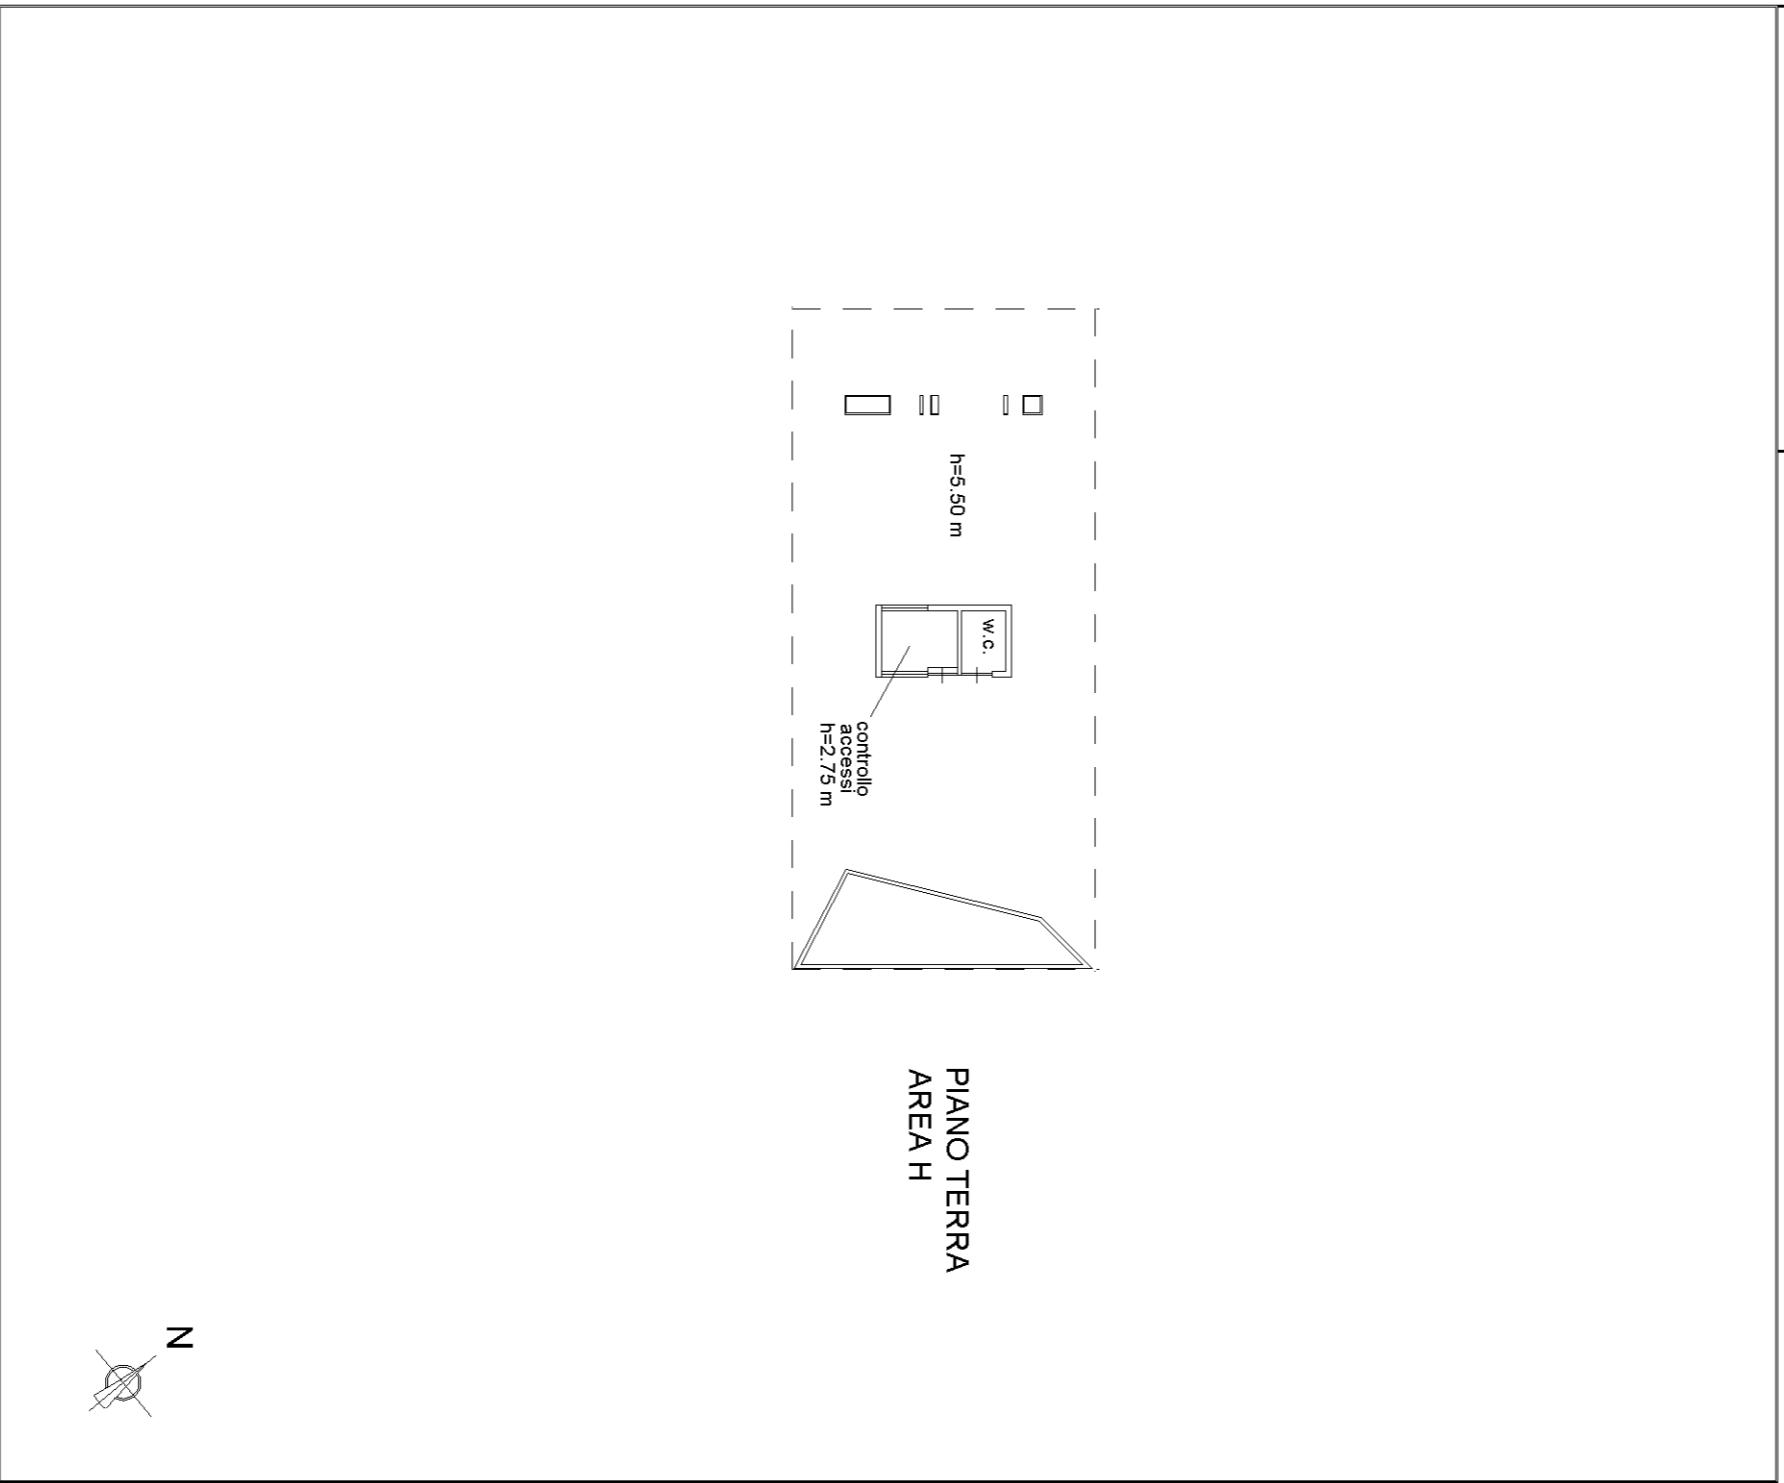 h=5.50 m
w.c.
controllo
accessi
h=2.75 m
PIANO TERRA
AREA H
N